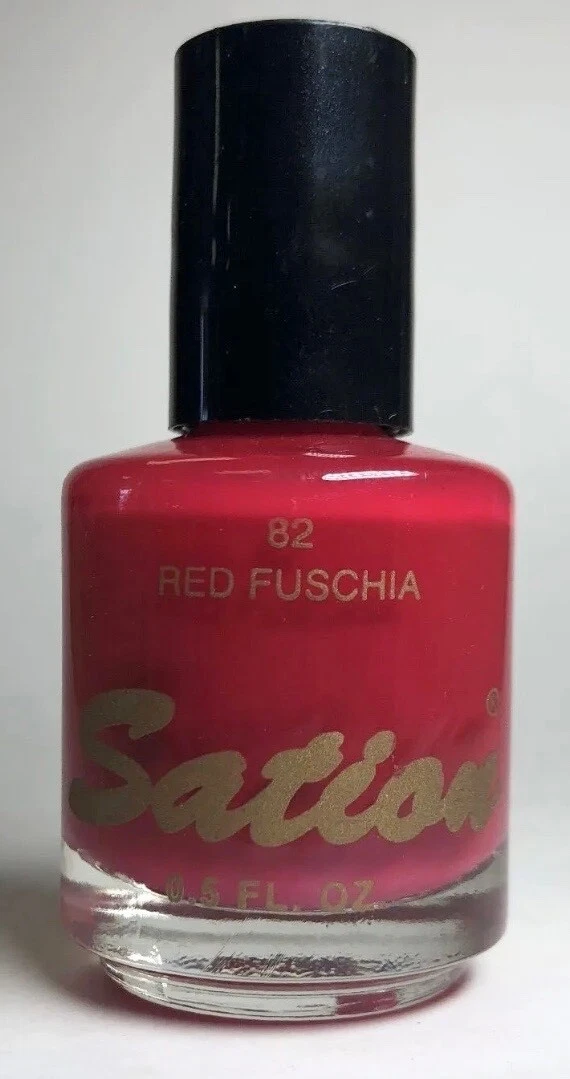 82
RED FUSCHIA
Sation®
0.5 FL. OZ.